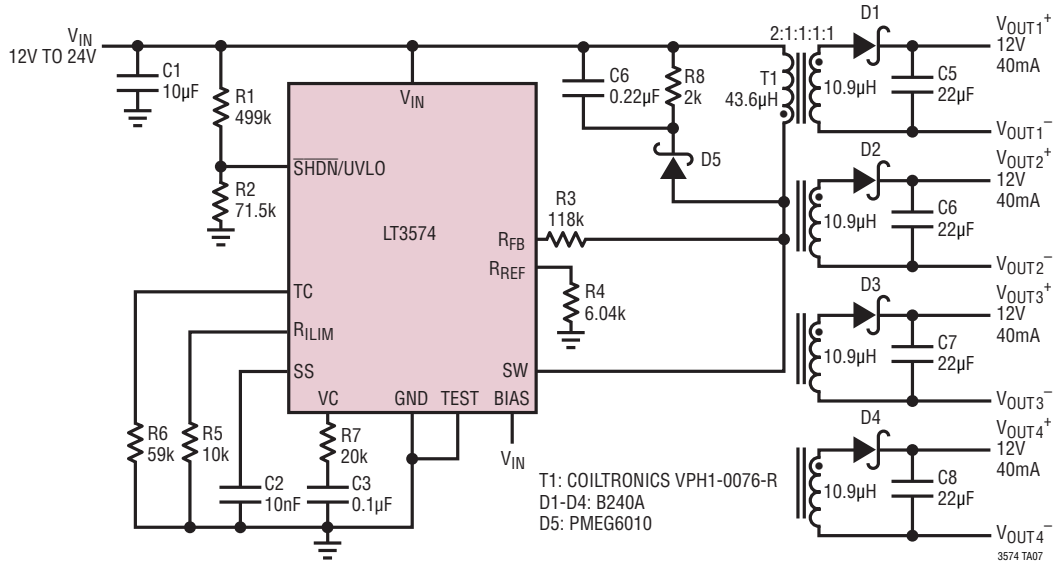 VIN
12V TO 24V
C1
10µF
R1
499k
R2
71.5k
R6
59k
R5
10k
C2
10nF
R7
20k
C3
0.1µF
VIN
SHDN/UVLO
LT3574
RFB
RREF
TC
RILIM
SS
SW
VC
GND
TEST
BIAS
VIN
R3
118k
R4
6.04k
C6
0.22µF
R8
2k
D5
2:1:1:1:1
T1
43.6µH
10.9µH
D1
C5
22µF
VOUT1+
12V
40mA
VOUT1–
10.9µH
D2
C6
22µF
VOUT2+
12V
40mA
VOUT2–
10.9µH
D3
C7
22µF
VOUT3+
12V
40mA
VOUT3–
10.9µH
D4
C8
22µF
VOUT4+
12V
40mA
VOUT4–
T1: COILTRONICS VPH1-0076-R
D1-D4: B240A
D5: PMEG6010
3574 TA07